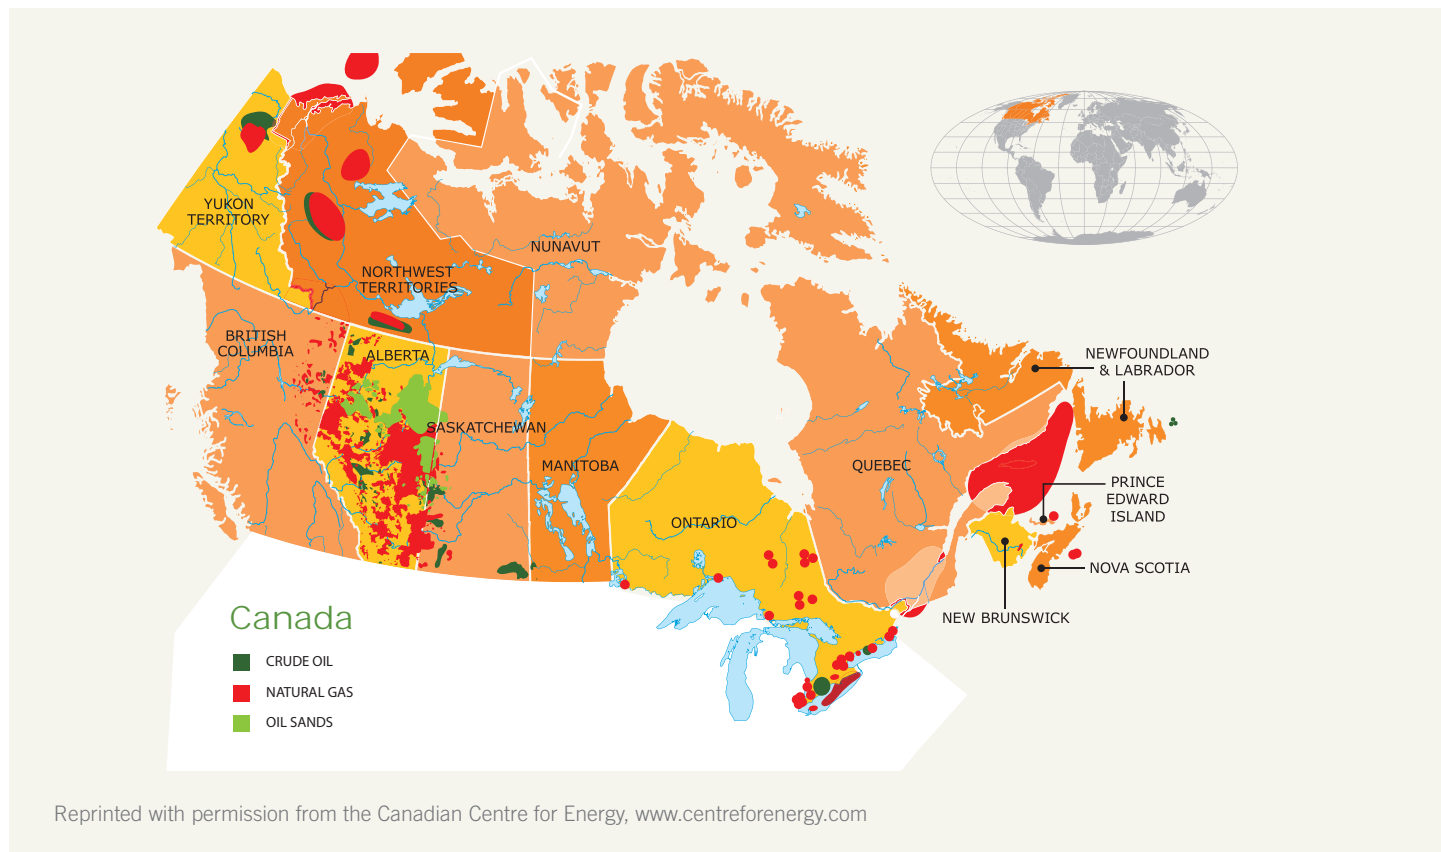 YUKON
TERRITORY
NUNAVUT
NORTHWEST
TERRITORIES
BRITISH
COLUMBIA
ALBERTA
NEWFOUNDLAND
& LABRADOR
SASKATCHEWAN
MANITOBA
QUEBEC
PRINCE
EDWARD
ISLAND
ONTARIO
NOVA SCOTIA
NEW BRUNSWICK
Canada
CRUDE OIL
NATURAL GAS
OIL SANDS
Reprinted with permission from the Canadian Centre for Energy, www.centreforenergy.com